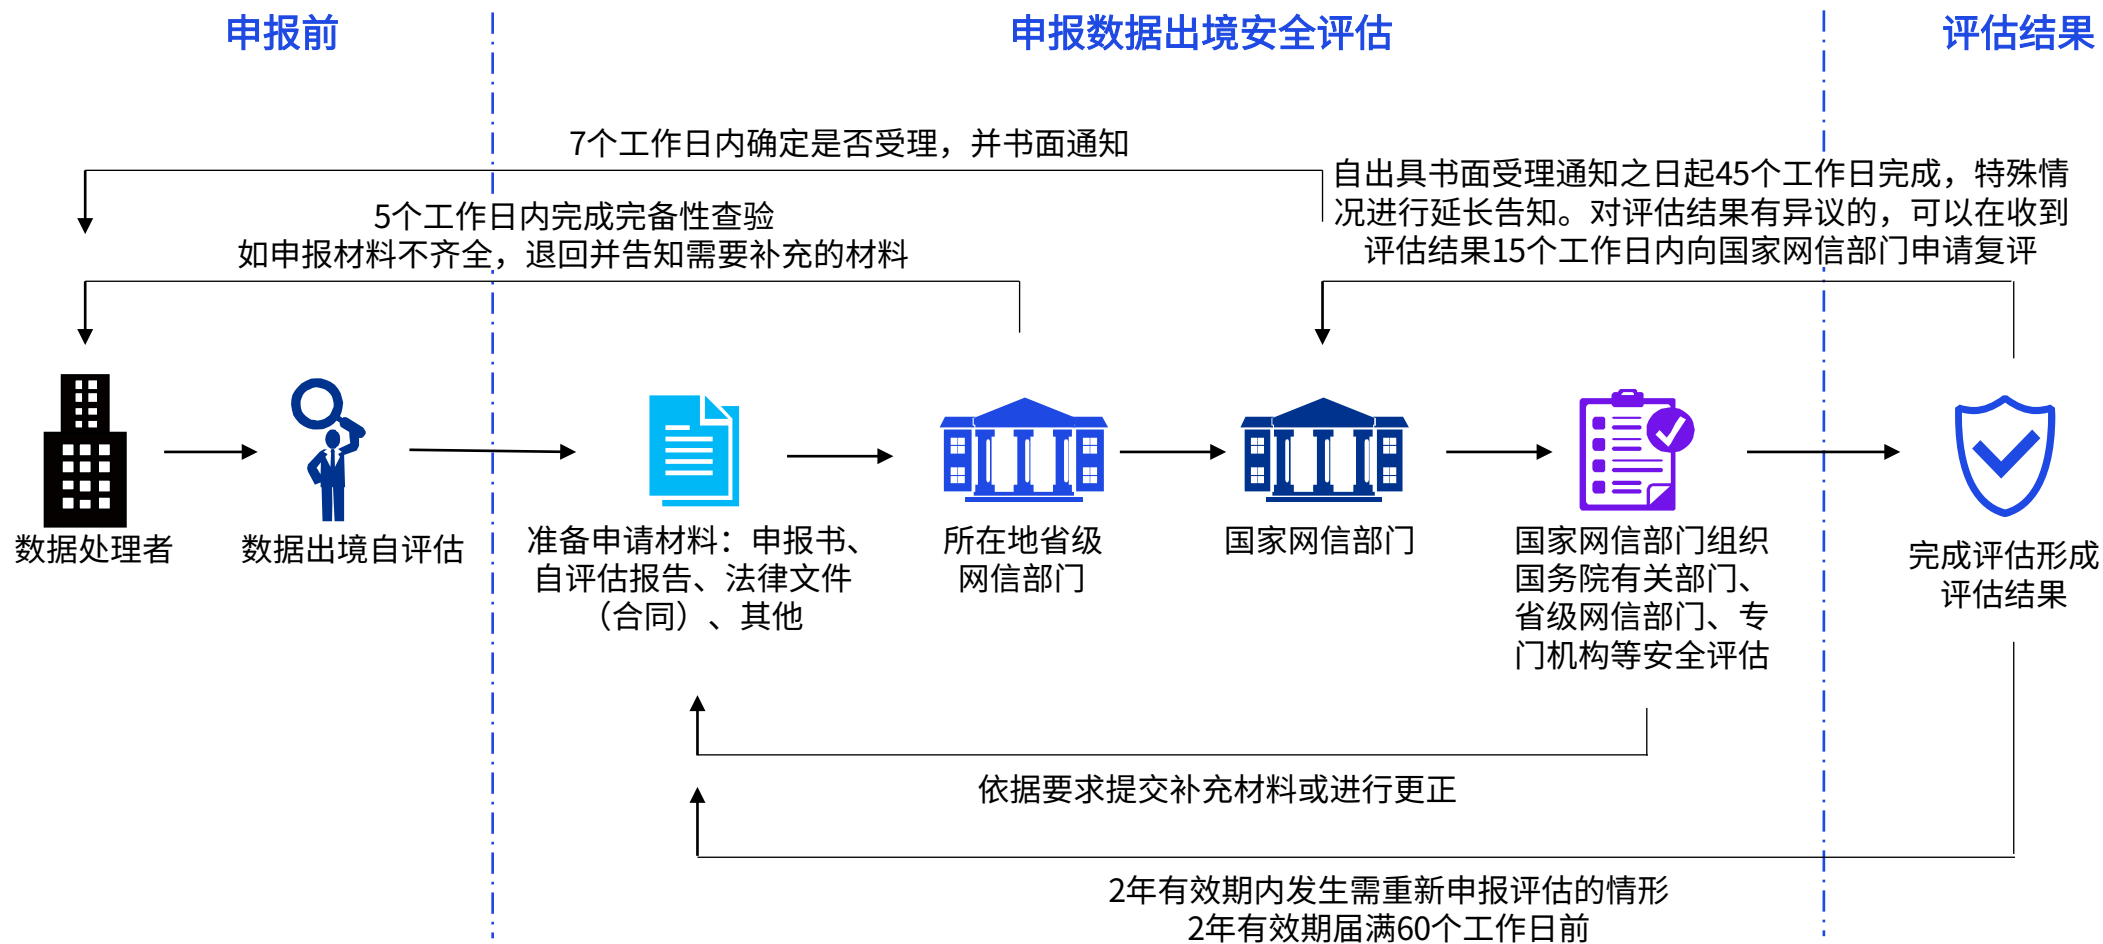 申报前
申报数据出境安全评估
评估结果
7个工作日内确定是否受理，并书面通知
自出具书面受理通知之日起45个工作日完成，特殊情
况进行延长告知。对评估结果有异议的，可以在收到
评估结果15个工作日内向国家网信部门申请复评
5个工作日内完成完备性查验
如申报材料不齐全，退回并告知需要补充的材料
数据处理者
数据出境自评估
准备申请材料：申报书、
自评估报告、法律文件
（合同）、其他
所在地省级
网信部门
国家网信部门
国家网信部门组织
国务院有关部门、
省级网信部门、专
门机构等安全评估
完成评估形成
评估结果
依据要求提交补充材料或进行更正
2年有效期内发生需重新申报评估的情形
2年有效期届满60个工作日前